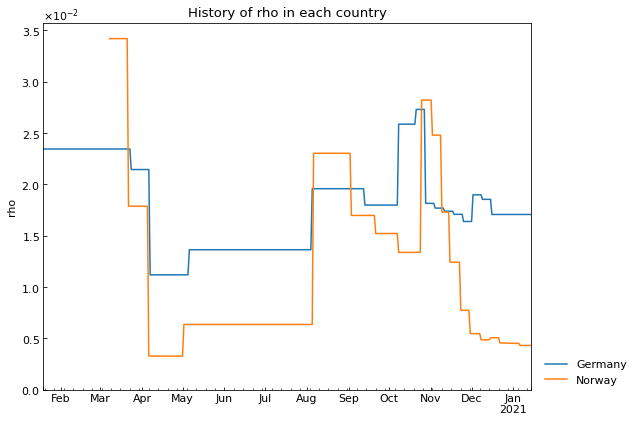 History of rho in each country
×10⁻²
3.5
3.0
2.5
2.0
1.5
1.0
0.5
0.0
rho
Feb Mar Apr May Jun Jul Aug Sep Oct Nov Dec Jan
2021
Germany
Norway